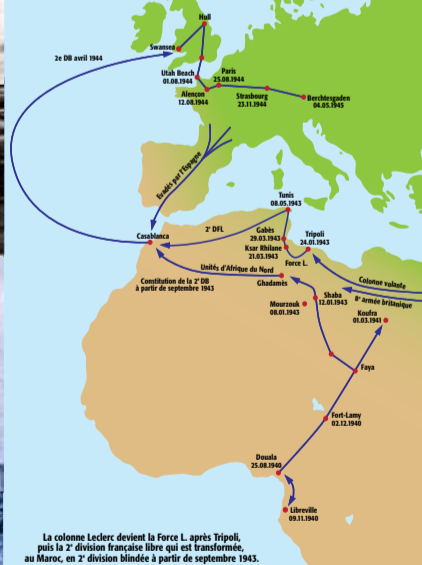 Hull
Swansea
2e DB avril 1944
Utah Beach
01.08.1944
Paris
25.08.1944
Alençon
12.08.1944
Strasbourg
23.11.1944
Berchtesgaden
04.05.1945
Evadés par l'Espagne
Tunis
08.05.1943
2e DFL
Casablanca
Gabès
29.03.1943
Tripoli
24.01.1943
Ksar Rhilane
21.03.1943
Force L.
Unités d'Afrique du Nord
Ghadamès
Colonne volante
8e armée britanique
Constitution de la 2e DB
à partir de septembre 1943
Shaba
12.01.1943
Mourzouk
08.01.1943
Koufra
01.03.1941
Faya
Fort-Lamy
02.12.1940
Douala
25.08.1940
Libreville
09.11.1940
La colonne Leclerc devient la Force L. après Tripoli,
puis la 2e division française libre qui est transformée,
au Maroc, en 2e division blindée à partir de septembre 1943.